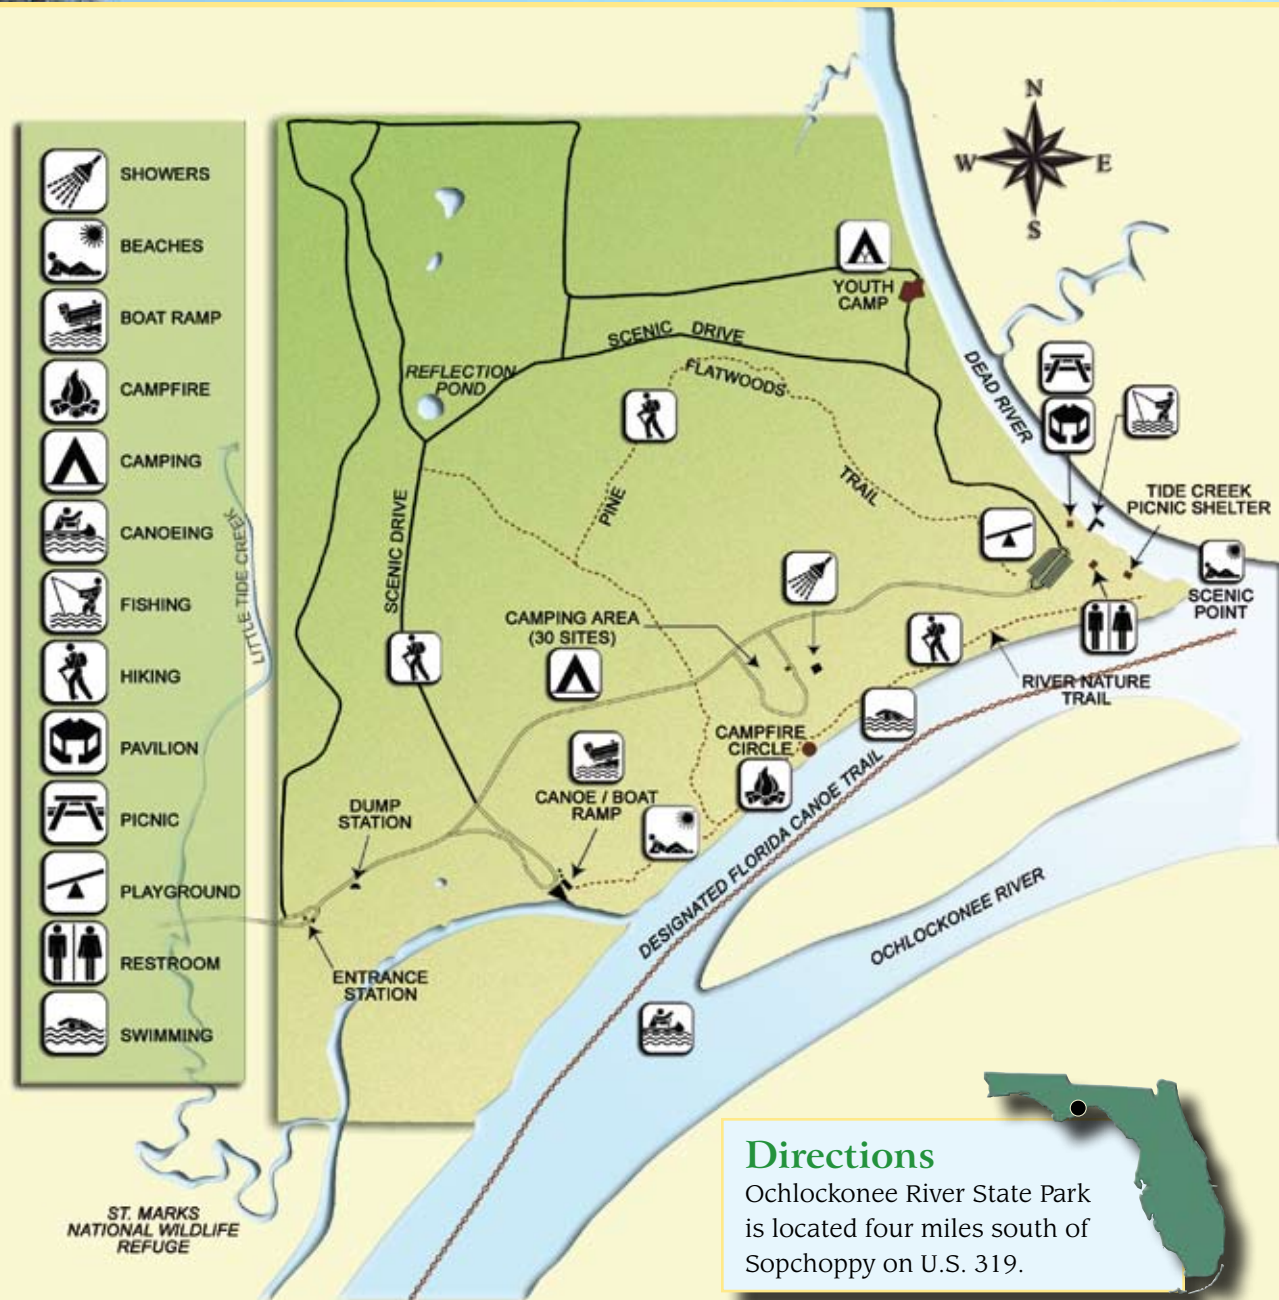 SHOWERS
BEACHES
BOAT RAMP
CAMPFIRE
CAMPING
CANOEING
FISHING
HIKING
PAVILION
PICNIC
PLAYGROUND
RESTROOM
SWIMMING
LITTLE TIDE CREEK
N
W
E
S
YOUTH
CAMP
SCENIC DRIVE
FLATWOODS
REFLECTION
POND
DEAD RIVER
PINE
TRAIL
TIDE CREEK
PICNIC SHELTER
SCENIC DRIVE
SCENIC
POINT
CAMPING AREA
(30 SITES)
RIVER NATURE
TRAIL
CAMPFIRE
CIRCLE
CANOE / BOAT
RAMP
DUMP
STATION
DESIGNATED FLORIDA CANOE TRAIL
OCHLOCKONEE RIVER
ENTRANCE
STATION
ST. MARKS
NATIONAL WILDLIFE
REFUGE
Directions
Ochlockonee River State Park
is located four miles south of
Sopchoppy on U.S. 319.